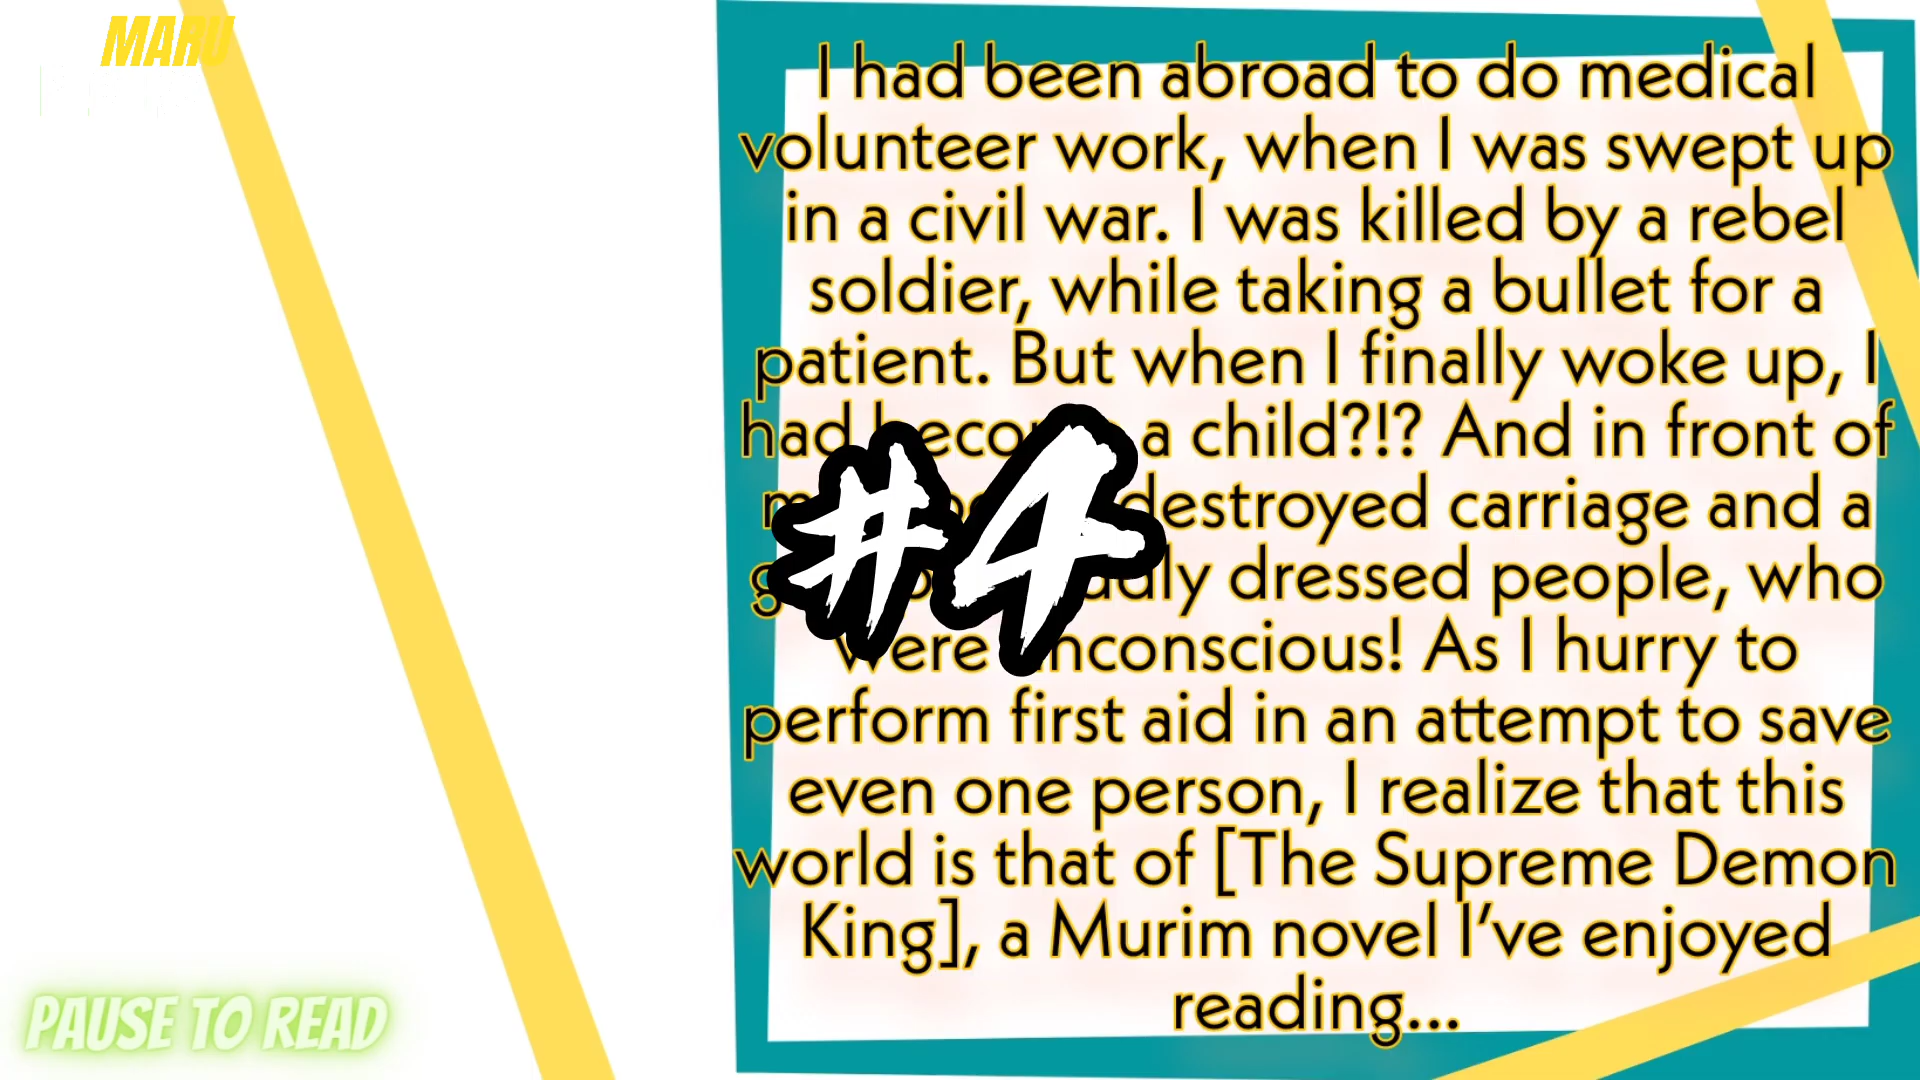 MARU
I had been abroad to do medical
volunteer work, when I was swept up
in a civil war. I was killed by a rebel
soldier, while taking a bullet for a
patient. But when I finally woke up, I
had a child?!? And in front of
destroyed carriage and a
dressed people, who
were unconscious! As I hurry to
perform first aid in an attempt to save
even one person, I realize that this
world is that of [The Supreme Demon
King], a Murim novel I've enjoyed
reading...
#4
PAUSE TO READ